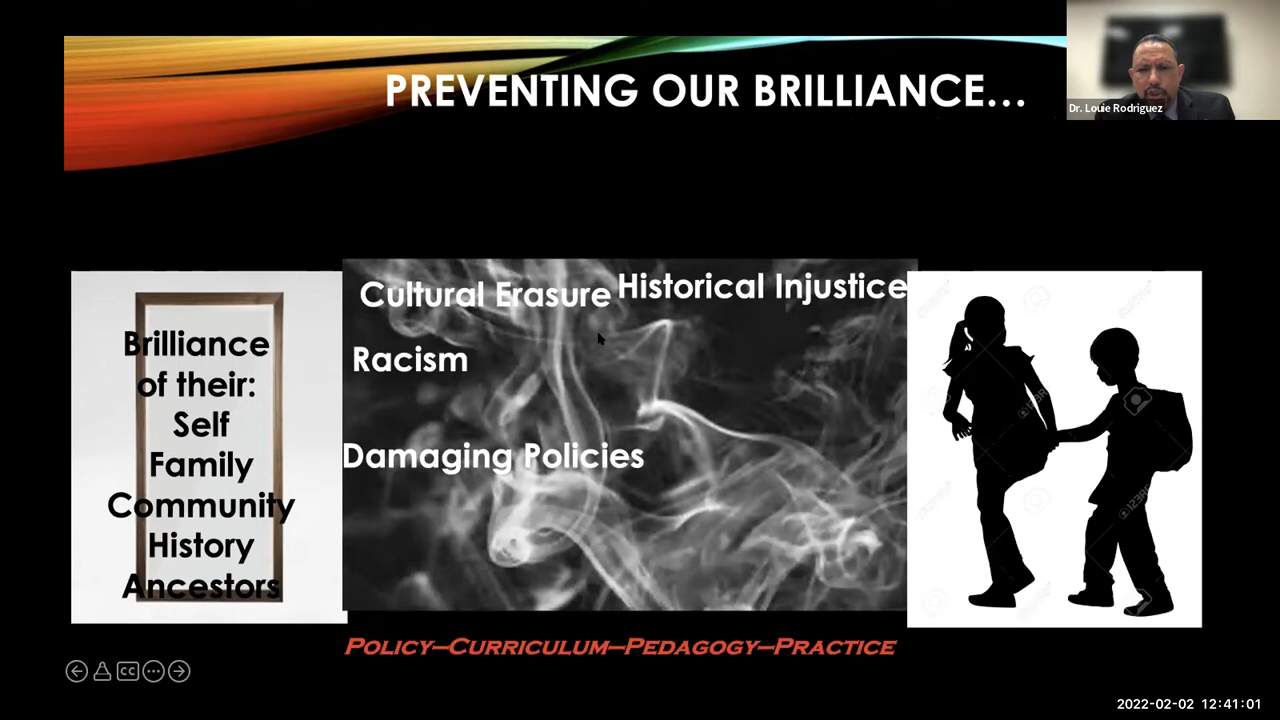 PREVENTING OUR BRILLIANCE…
Dr. Louie Rodriguez
Brilliance
of their:
Self
Family
Community
History
Ancestors
Cultural Erasure
Historical Injustice
Racism
Damaging Policies
POLICY—CURRICULUM—PEDAGOGY—PRACTICE
CC
2022-02-02 12:41:01